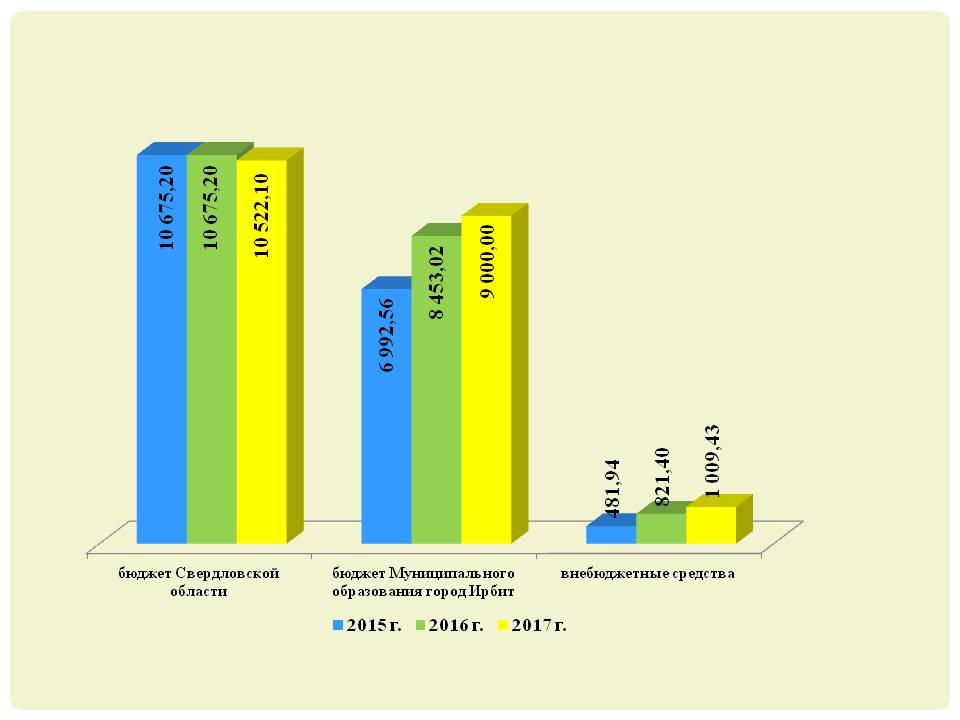 10 675,20
10 675,20
10 522,10
6 992,56
8 453,02
9 000,00
481,94
821,40
1 009,43
бюджет Свердловской
области
бюджет Муниципального
образования город Ирбит
внебюджетные средства
2015 г.
2016 г.
2017 г.